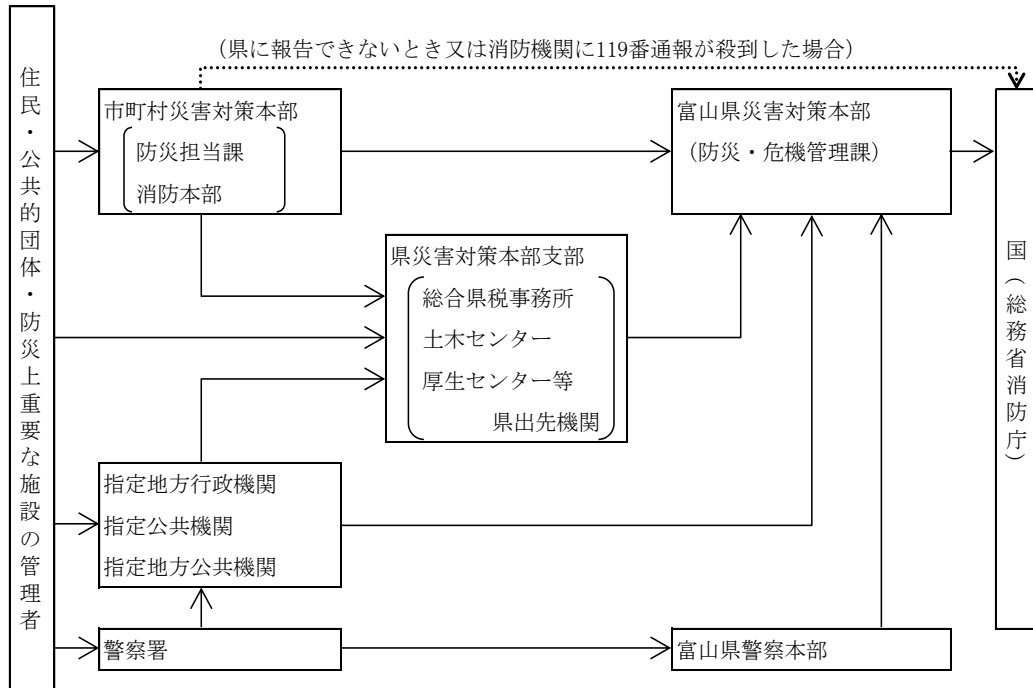 （県に報告できないとき又は消防機関に119番通報が殺到した場合）
住民・公共的団体・防災上重要な施設の管理者
市町村災害対策本部
防災担当課
消防本部
富山県災害対策本部
（防災・危機管理課）
国（総務省消防庁）
県災害対策本部支部
総合県税事務所
土木センター
厚生センター等
県出先機関
指定地方行政機関
指定公共機関
指定地方公共機関
警察署
富山県警察本部